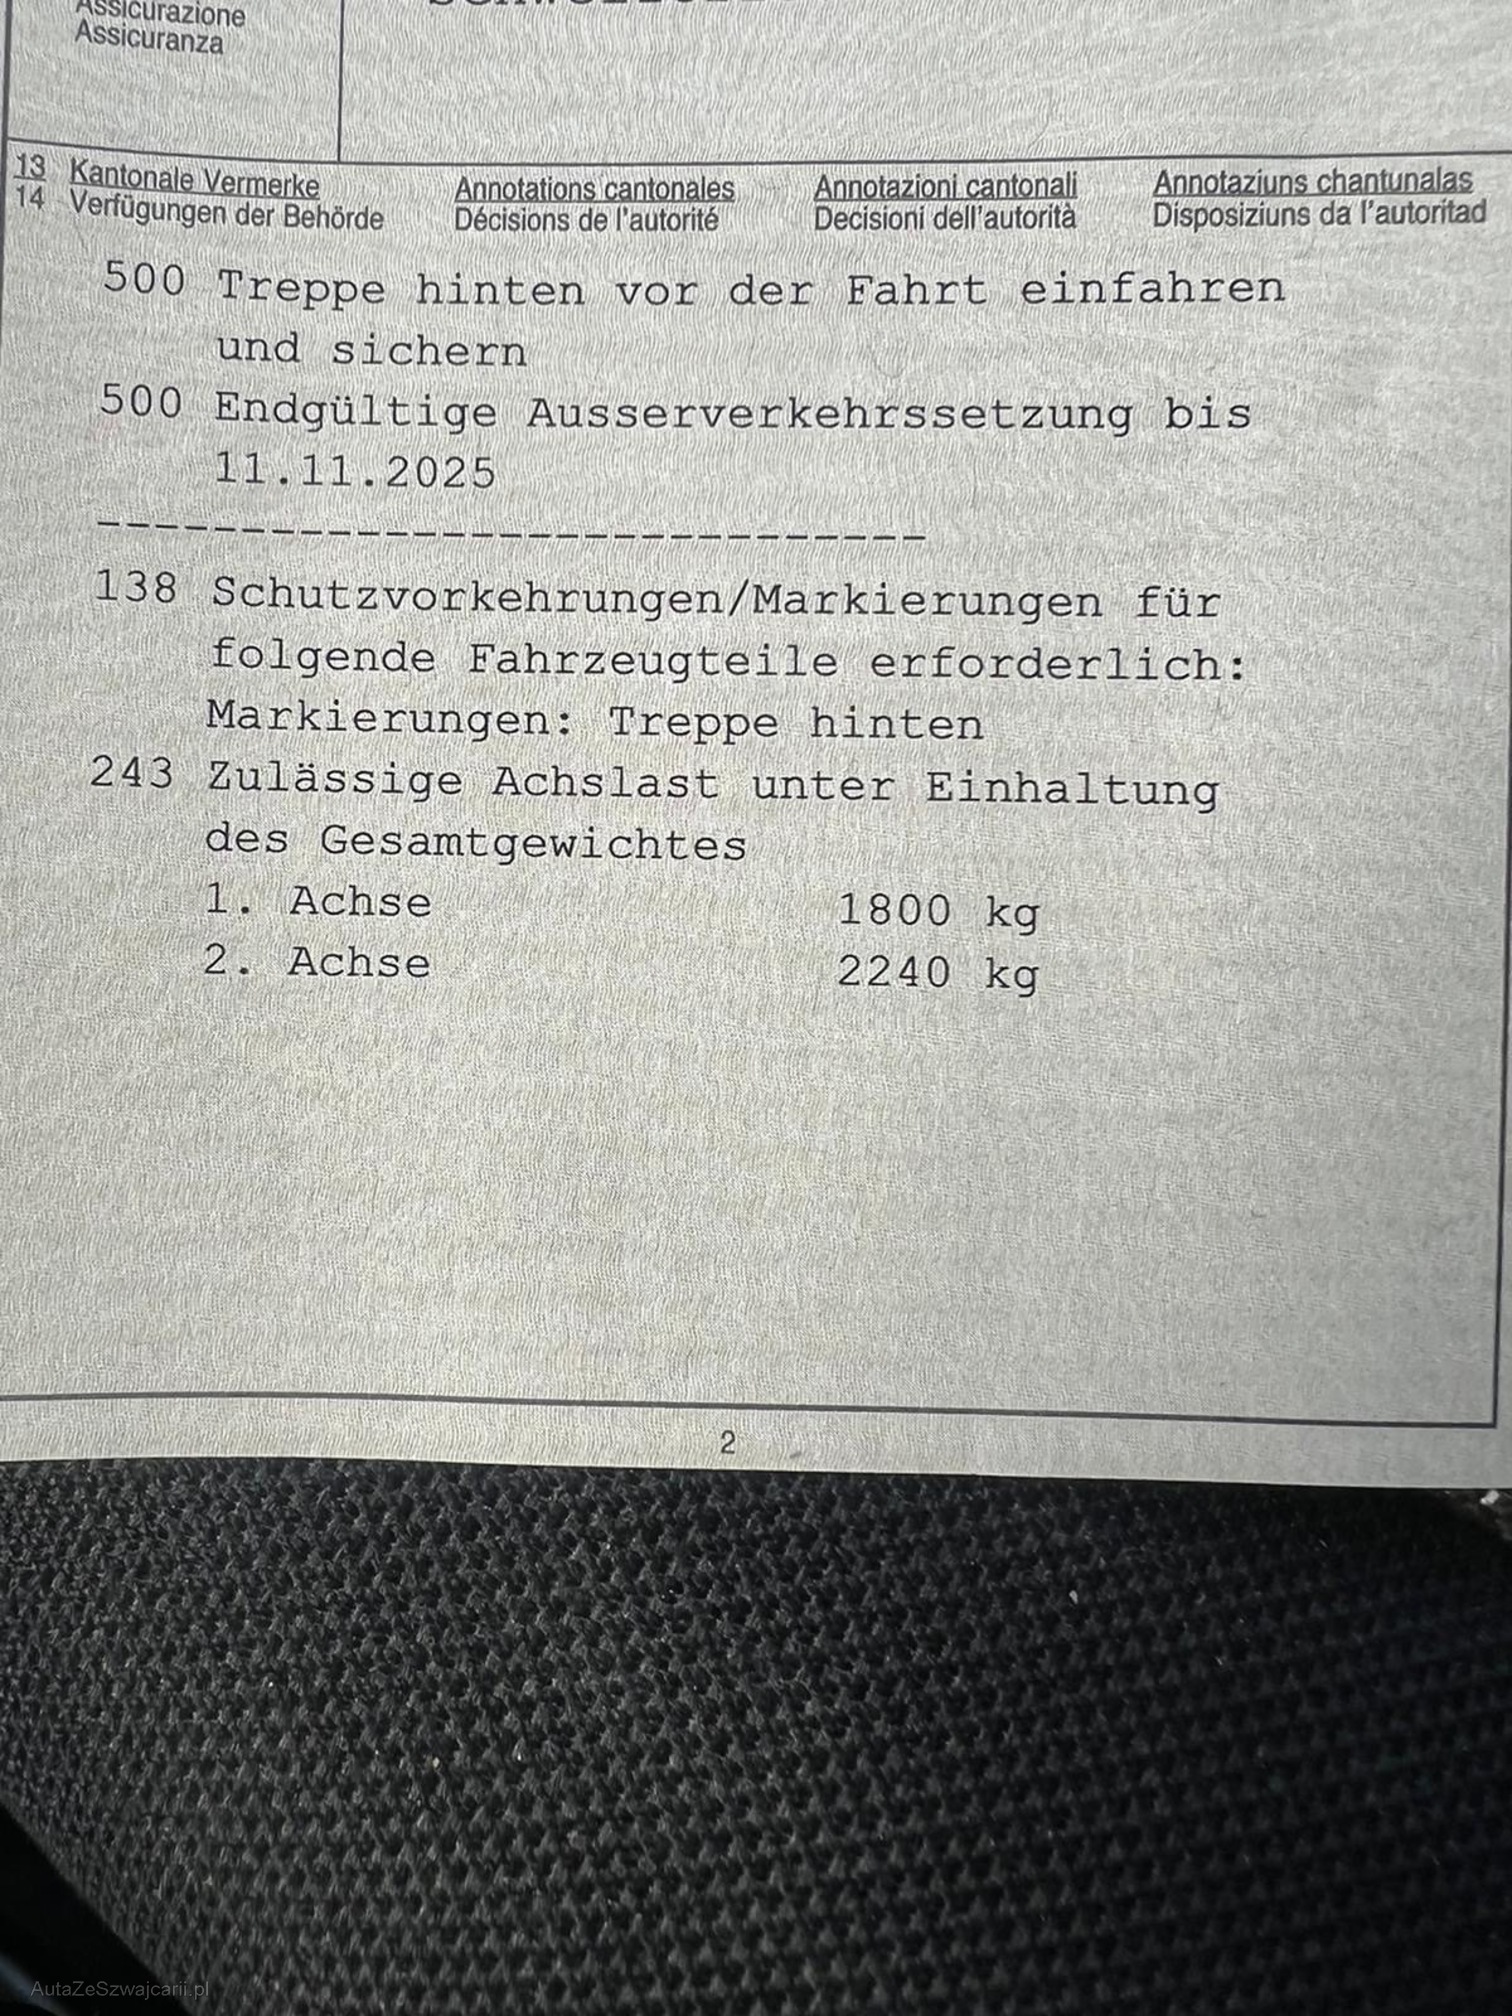 Assicurazione
Assicuranza
13 Kantonale Vermerke Annotations cantonales Annotazioni cantonali Annotaziuns chantunalas
14 Verfügungen der Behörde Décisions de l'autorité Decisioni dell'autorità Disposiziuns da l'autoritad
500 Treppe hinten vor der Fahrt einfahren
und sichern
500 Endgültige Ausserverkehrssetzung bis
11.11.2025
-----------------------------
138 Schutzvorkehrungen/Markierungen für
folgende Fahrzeugteile erforderlich:
Markierungen: Treppe hinten
243 Zulässige Achslast unter Einhaltung
des Gesamtgewichtes
1. Achse 1800 kg
2. Achse 2240 kg
2
AutaZeSzwajcarii.pl